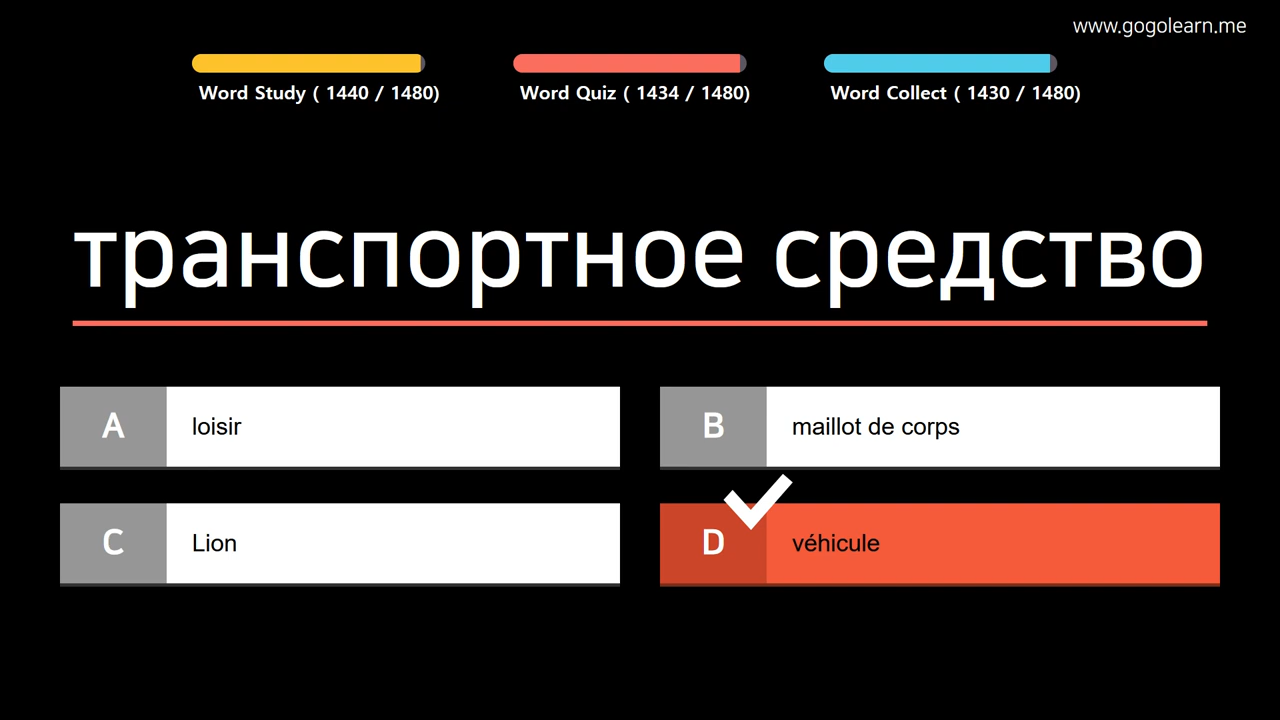 www.gogolearn.me
Word Study ( 1440 / 1480)
Word Quiz ( 1434 / 1480)
Word Collect ( 1430 / 1480)
транспортное средство
A loisir
B maillot de corps
C Lion
D véhicule